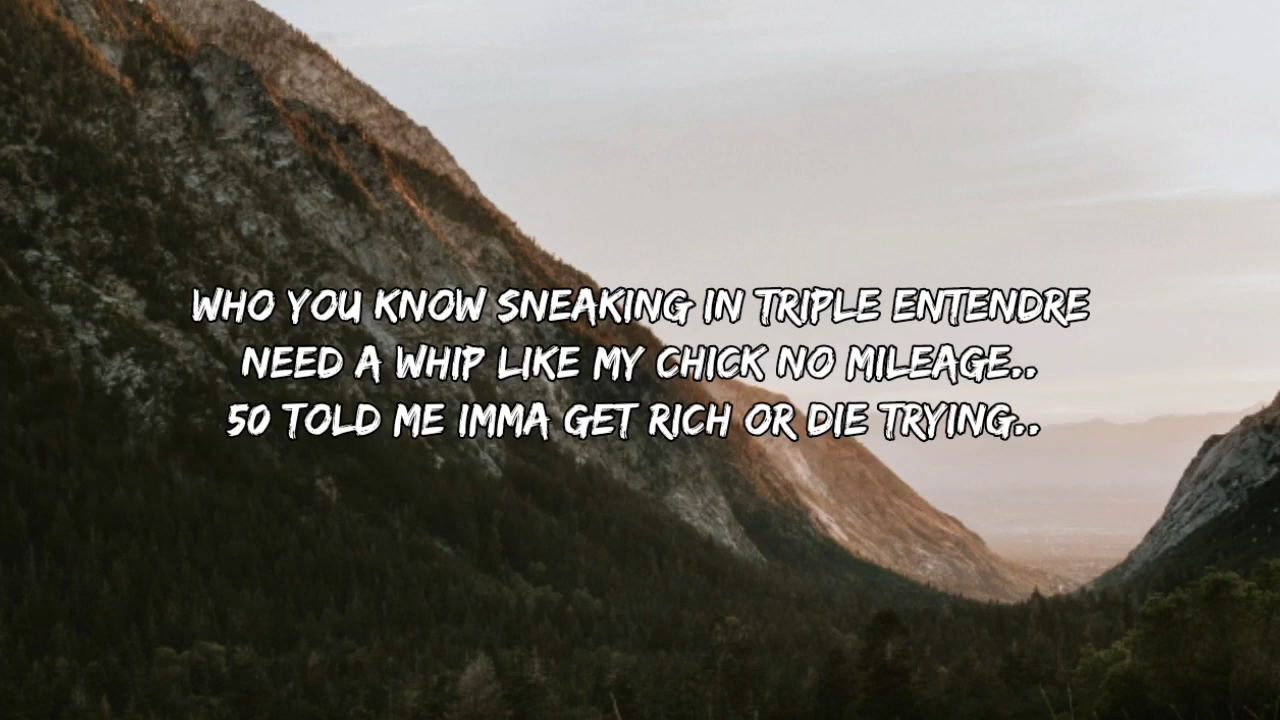 WHO YOU KNOW SNEAKING IN TRIPLE ENTENDRE
NEED A WHIP LIKE MY CHICK NO MILEAGE..
50 TOLD ME IMMA GET RICH OR DIE TRYING..